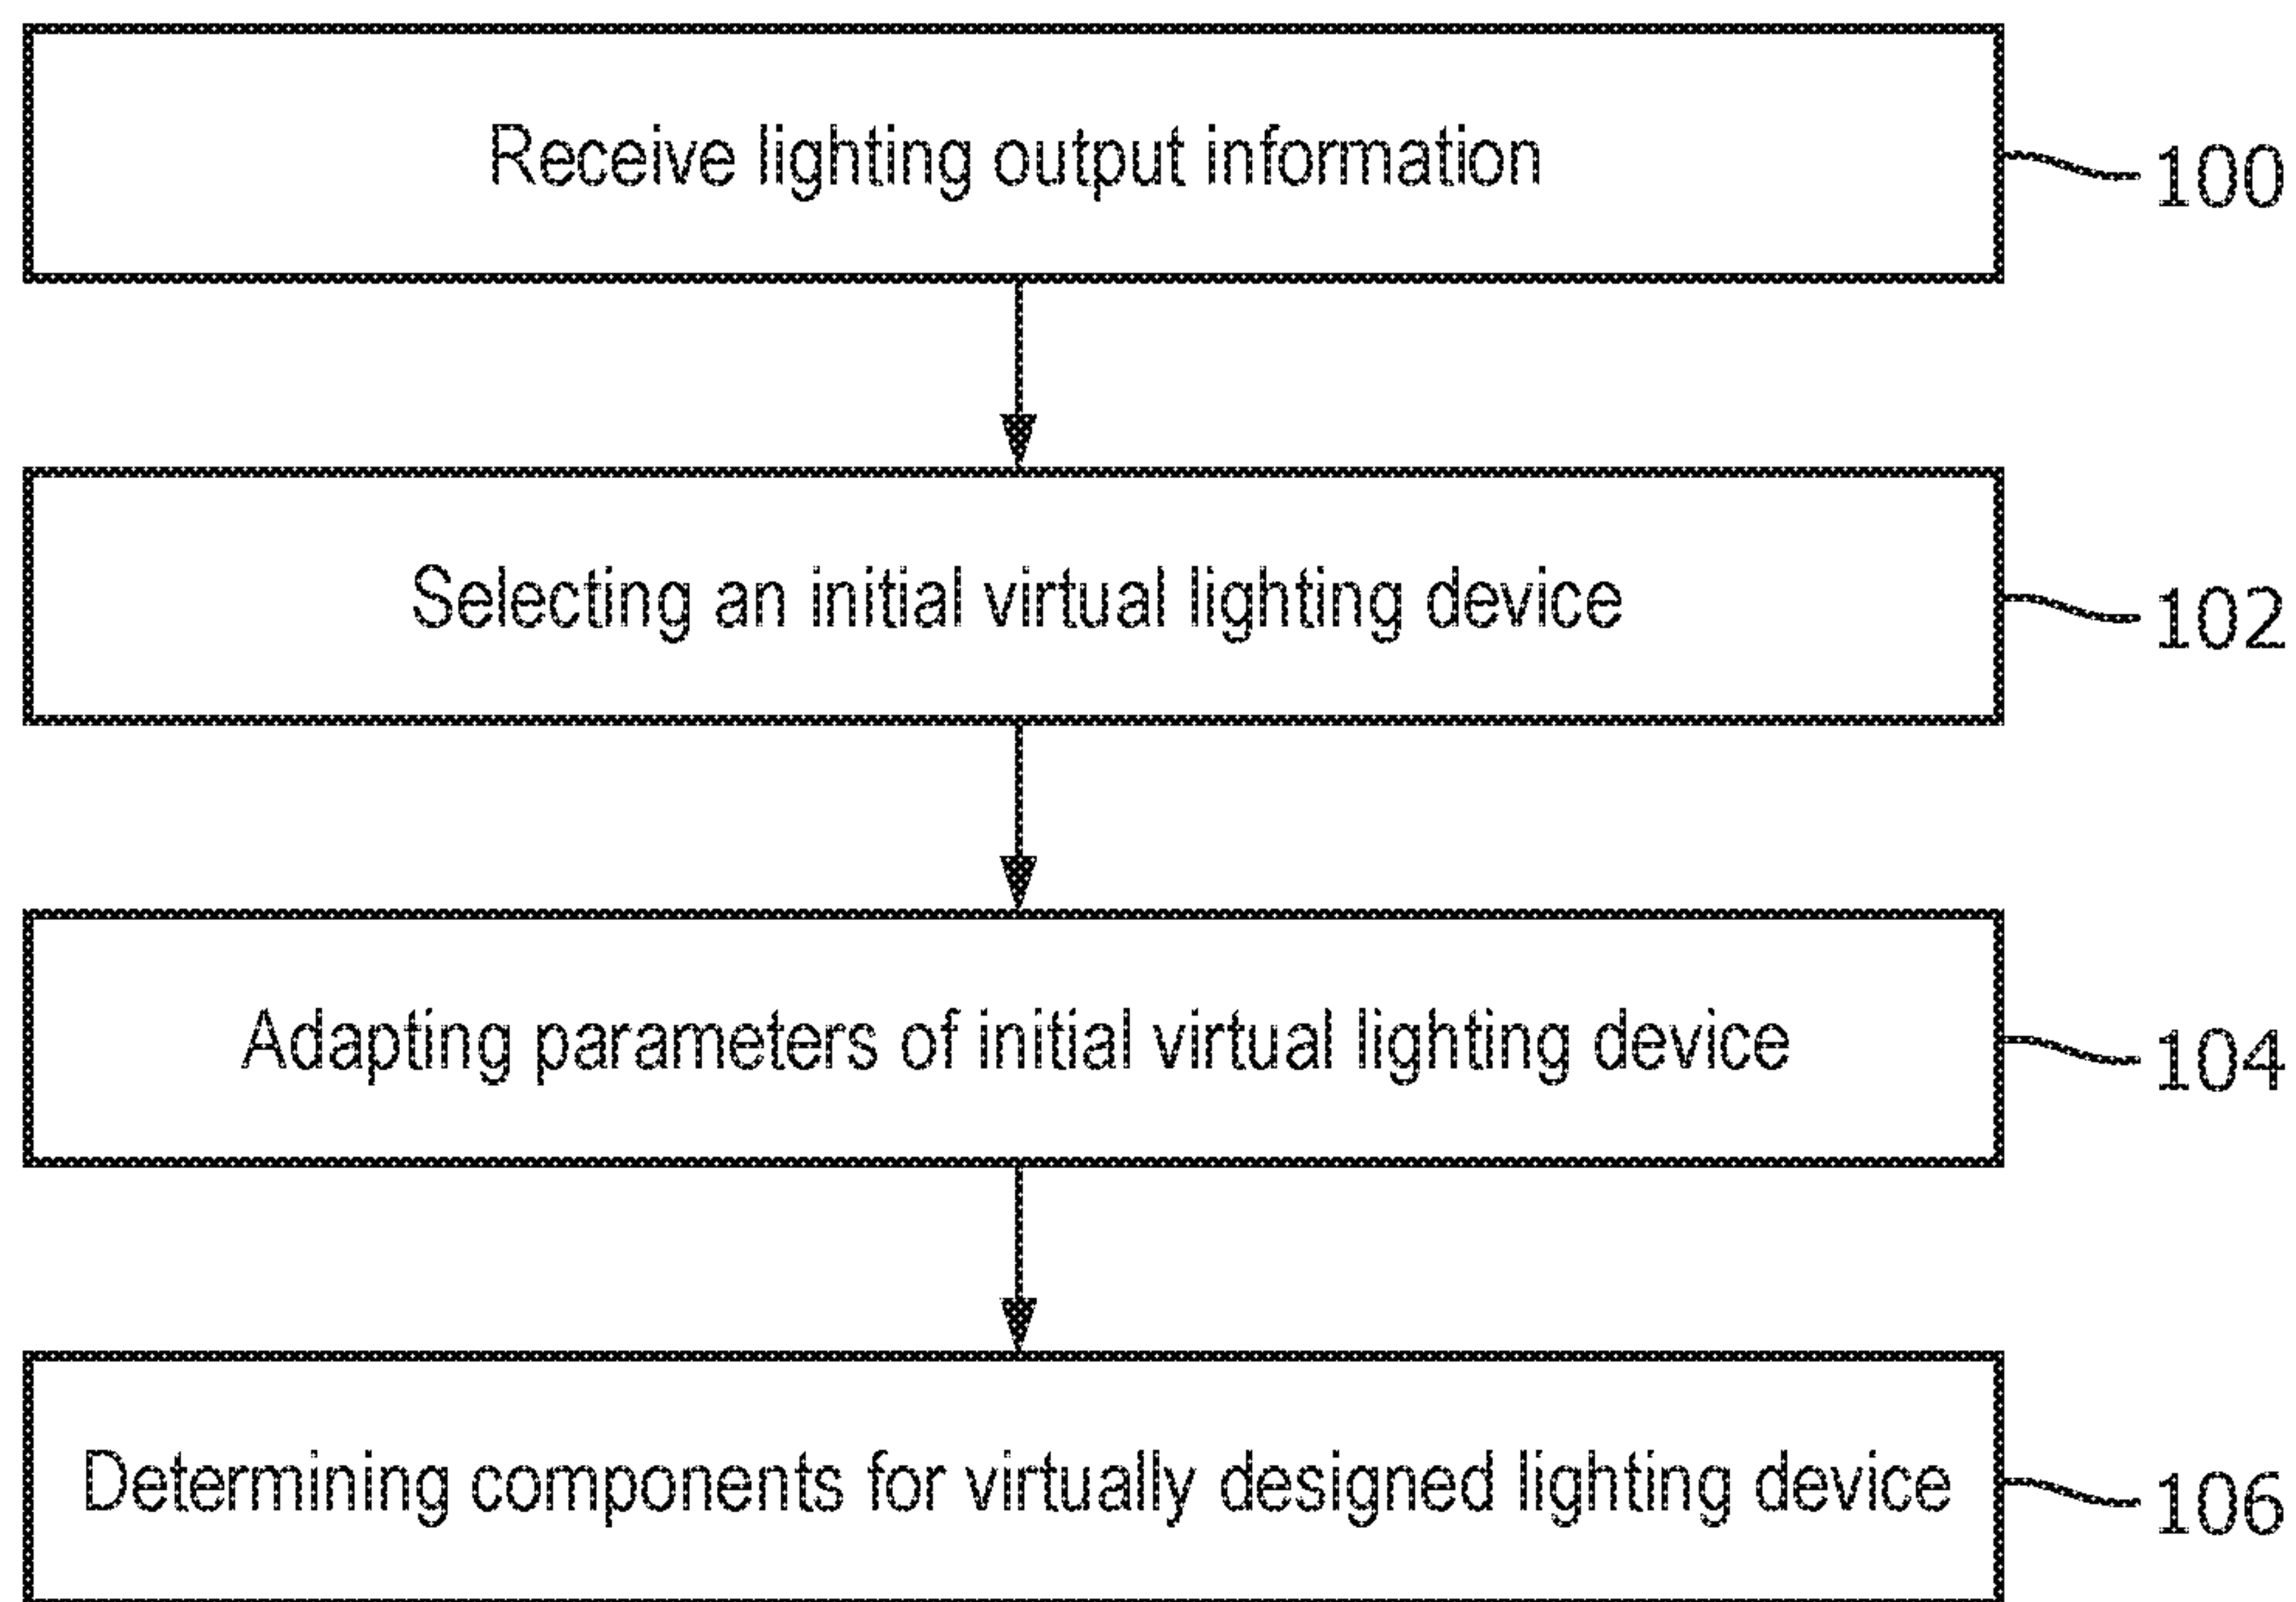 Receive lighting output information
100
Selecting an initial virtual lighting device
102
Adapting parameters of initial virtual lighting device
104
Determining components for virtually designed lighting device
106